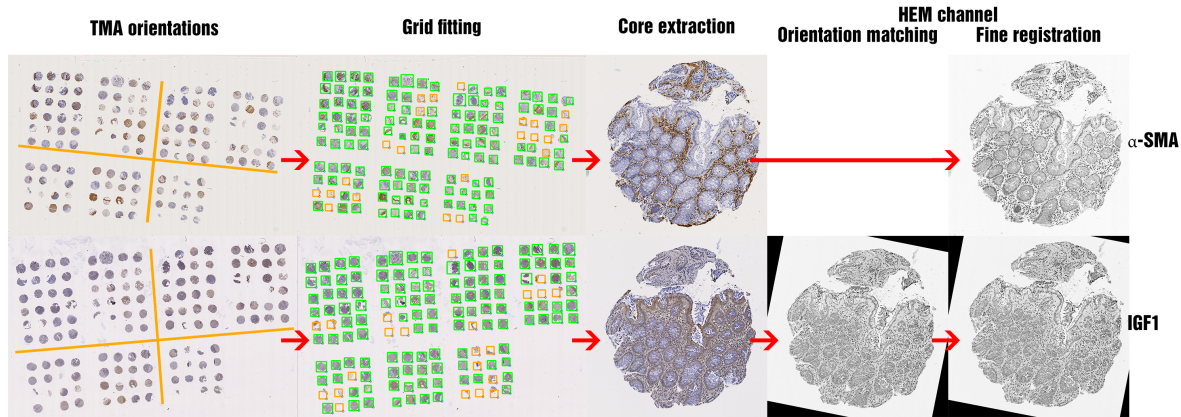 HEM channel
TMA orientations Grid fitting Core extraction Orientation matching Fine registration
α-SMA
IGF1